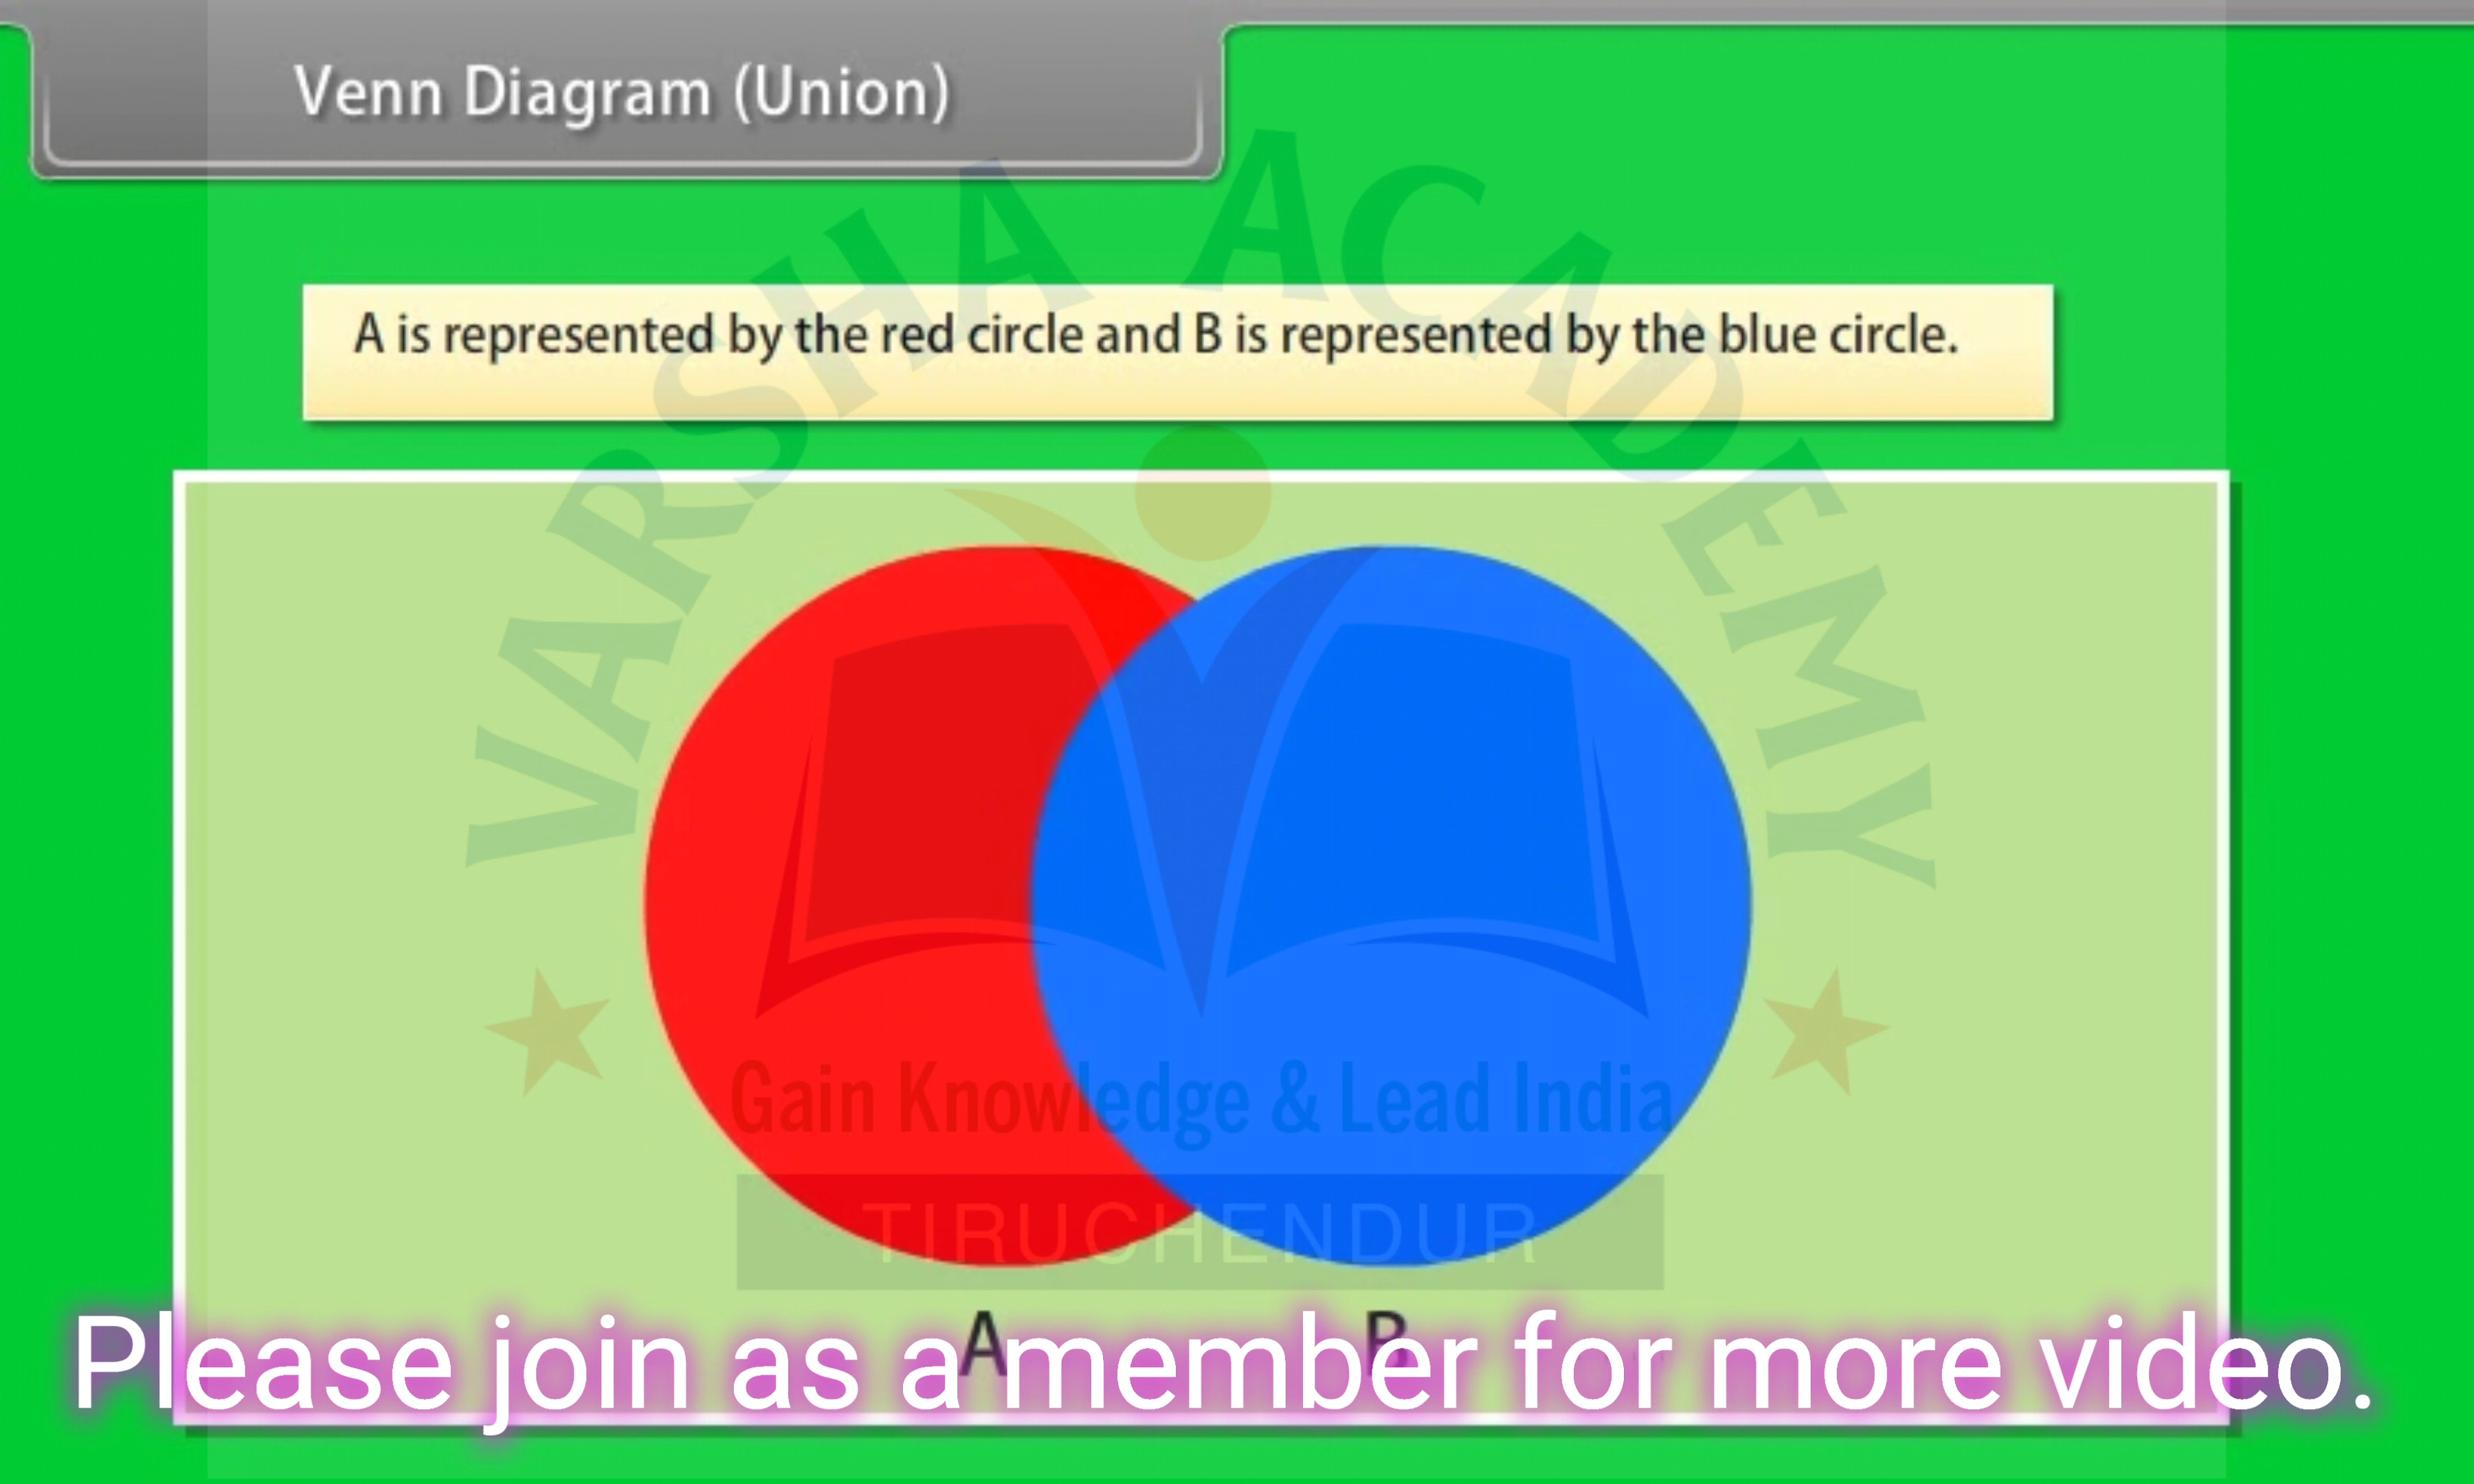 Venn Diagram (Union)
VARSHA ACADEMY
A is represented by the red circle and B is represented by the blue circle.
Gain Knowledge & Lead India
TIRUCHENDUR
A B
Please join as a member for more video.